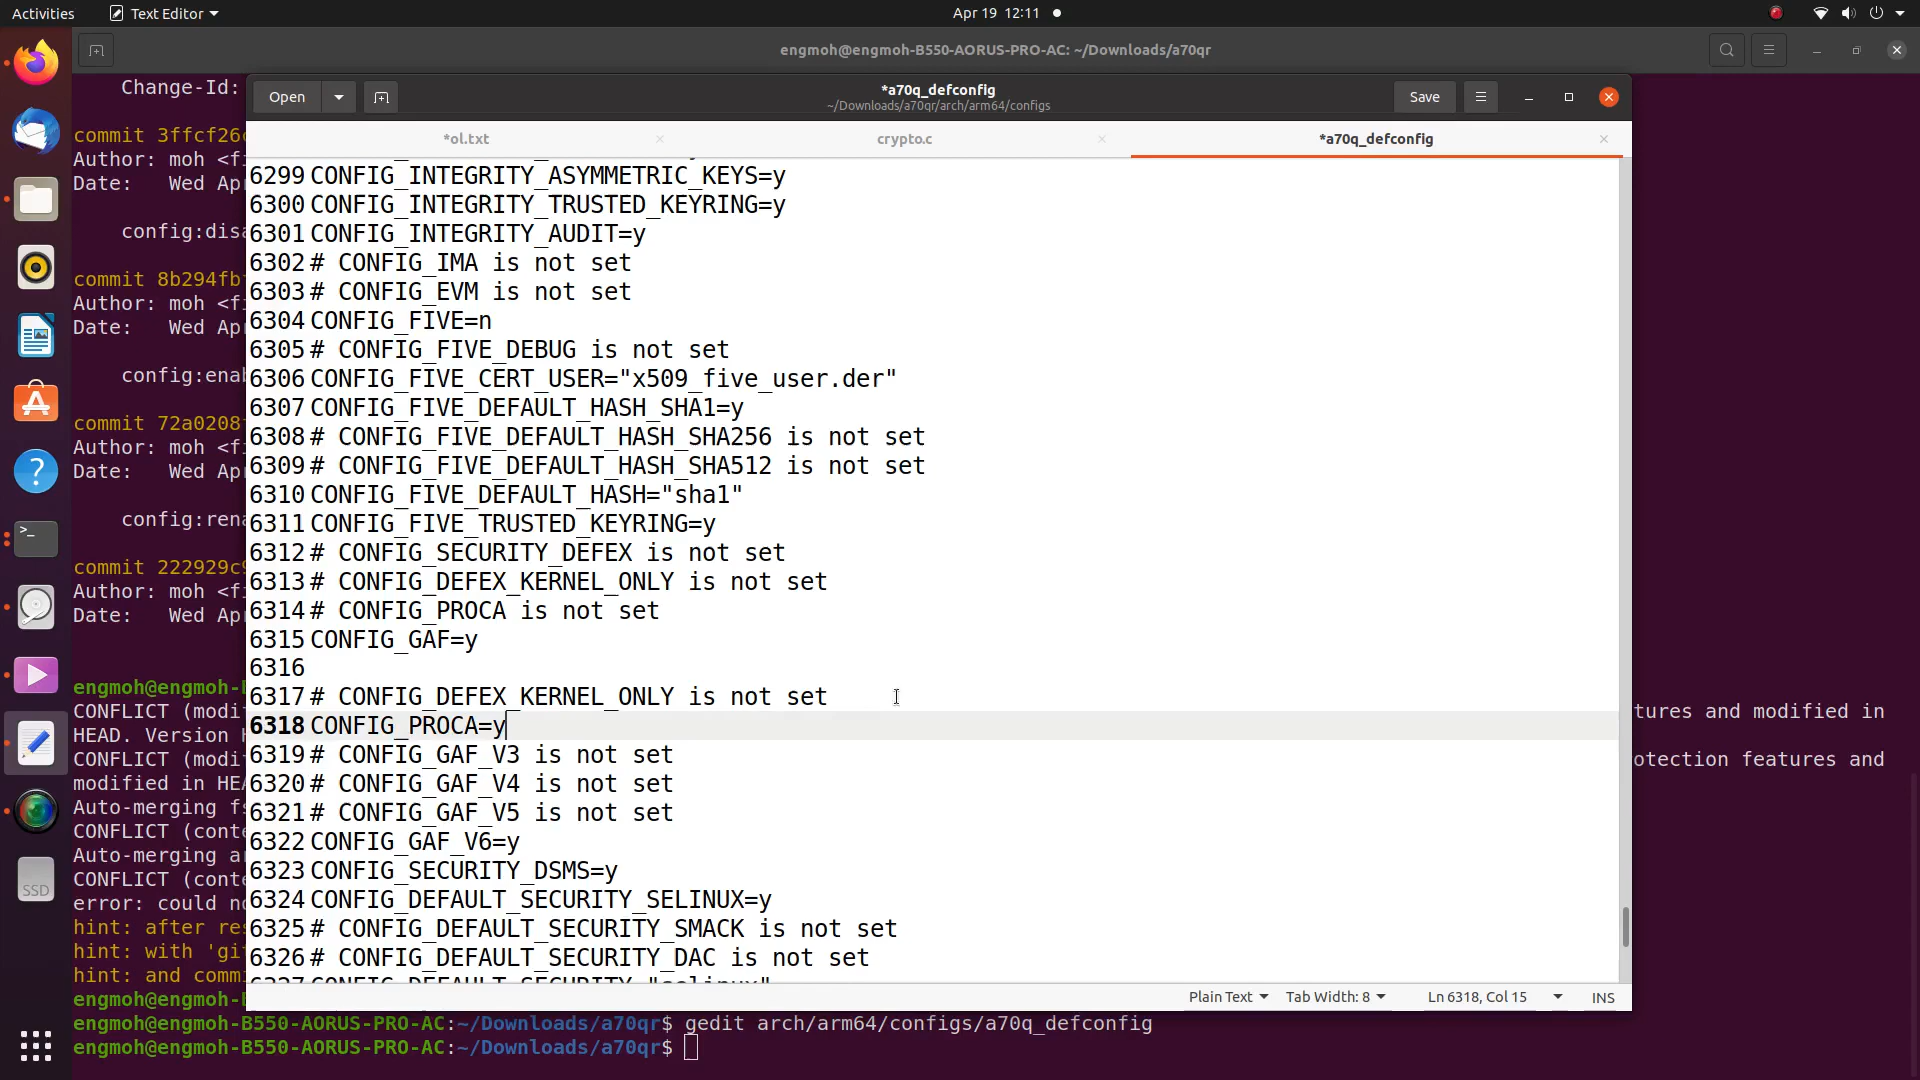 Activities
Text Editor
Apr 19 12:11
engmoh@engmoh-B550-AORUS-PRO-AC: ~/Downloads/a70qr
Open
*a70q_defconfig
~/Downloads/a70qr/arch/arm64/configs
Save
*ol.txt
crypto.c
*a70q_defconfig
6299 CONFIG_INTEGRITY_ASYMMETRIC_KEYS=y
6300 CONFIG_INTEGRITY_TRUSTED_KEYRING=y
6301 CONFIG_INTEGRITY_AUDIT=y
6302 # CONFIG_IMA is not set
6303 # CONFIG_EVM is not set
6304 CONFIG_FIVE=n
6305 # CONFIG_FIVE_DEBUG is not set
6306 CONFIG_FIVE_CERT_USER="x509_five_user.der"
6307 CONFIG_FIVE_DEFAULT_HASH_SHA1=y
6308 # CONFIG_FIVE_DEFAULT_HASH_SHA256 is not set
6309 # CONFIG_FIVE_DEFAULT_HASH_SHA512 is not set
6310 CONFIG_FIVE_DEFAULT_HASH="sha1"
6311 CONFIG_FIVE_TRUSTED_KEYRING=y
6312 # CONFIG_SECURITY_DEFEX is not set
6313 # CONFIG_DEFEX_KERNEL_ONLY is not set
6314 # CONFIG_PROCA is not set
6315 CONFIG_GAF=y
6316
6317 # CONFIG_DEFEX_KERNEL_ONLY is not set
6318 CONFIG_PROCA=y
6319 # CONFIG_GAF_V3 is not set
6320 # CONFIG_GAF_V4 is not set
6321 # CONFIG_GAF_V5 is not set
6322 CONFIG_GAF_V6=y
6323 CONFIG_SECURITY_DSMS=y
6324 CONFIG_DEFAULT_SECURITY_SELINUX=y
6325 # CONFIG_DEFAULT_SECURITY_SMACK is not set
6326 # CONFIG_DEFAULT_SECURITY_DAC is not set
Plain Text
Tab Width: 8
Ln 6318, Col 15
INS
Change-Id:
commit 3ffcf26
Author: moh <f
Date: Wed Ap
config:dis
commit 8b294fb
Author: moh <f
Date: Wed Ap
config:ena
commit 72a0208
Author: moh <f
Date: Wed Ap
config:ren
commit 222929c
Author: moh <f
Date: Wed Ap
engmoh@engmoh-
CONFLICT (modi
tures and modified in
HEAD. Version
CONFLICT (modi
otection features and
modified in HE
Auto-merging f
CONFLICT (cont
Auto-merging a
CONFLICT (cont
error: could n
hint: after re
hint: with 'gi
hint: and comm
engmoh@engmoh-
engmoh@engmoh-B550-AORUS-PRO-AC:~/Downloads/a70qr$ gedit arch/arm64/configs/a70q_defconfig
engmoh@engmoh-B550-AORUS-PRO-AC:~/Downloads/a70qr$
SSD